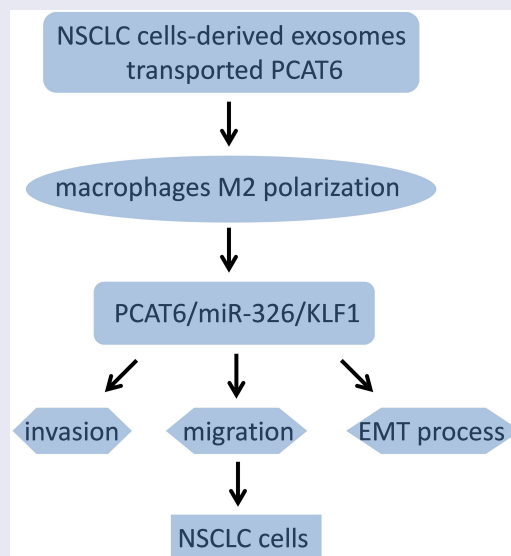 NSCLC cells-derived exosomes
transported PCAT6
macrophages M2 polarization
PCAT6/miR-326/KLF1
invasion
migration
EMT process
NSCLC cells